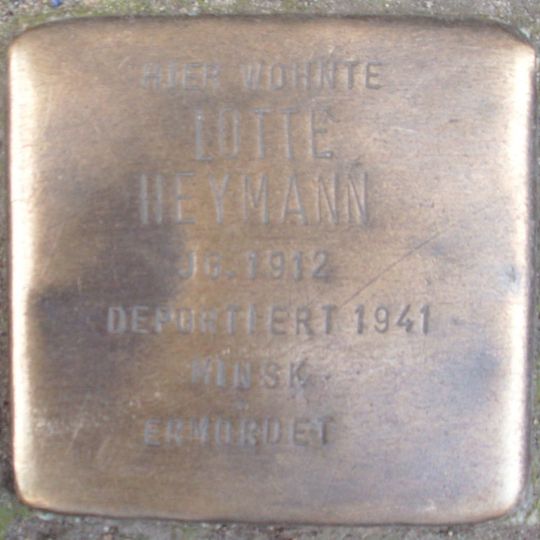 HIER WOHNTE
LOTTE
HEYMANN
JG. 1912
DEPORTIERT 1941
MINSK
ERMORDET